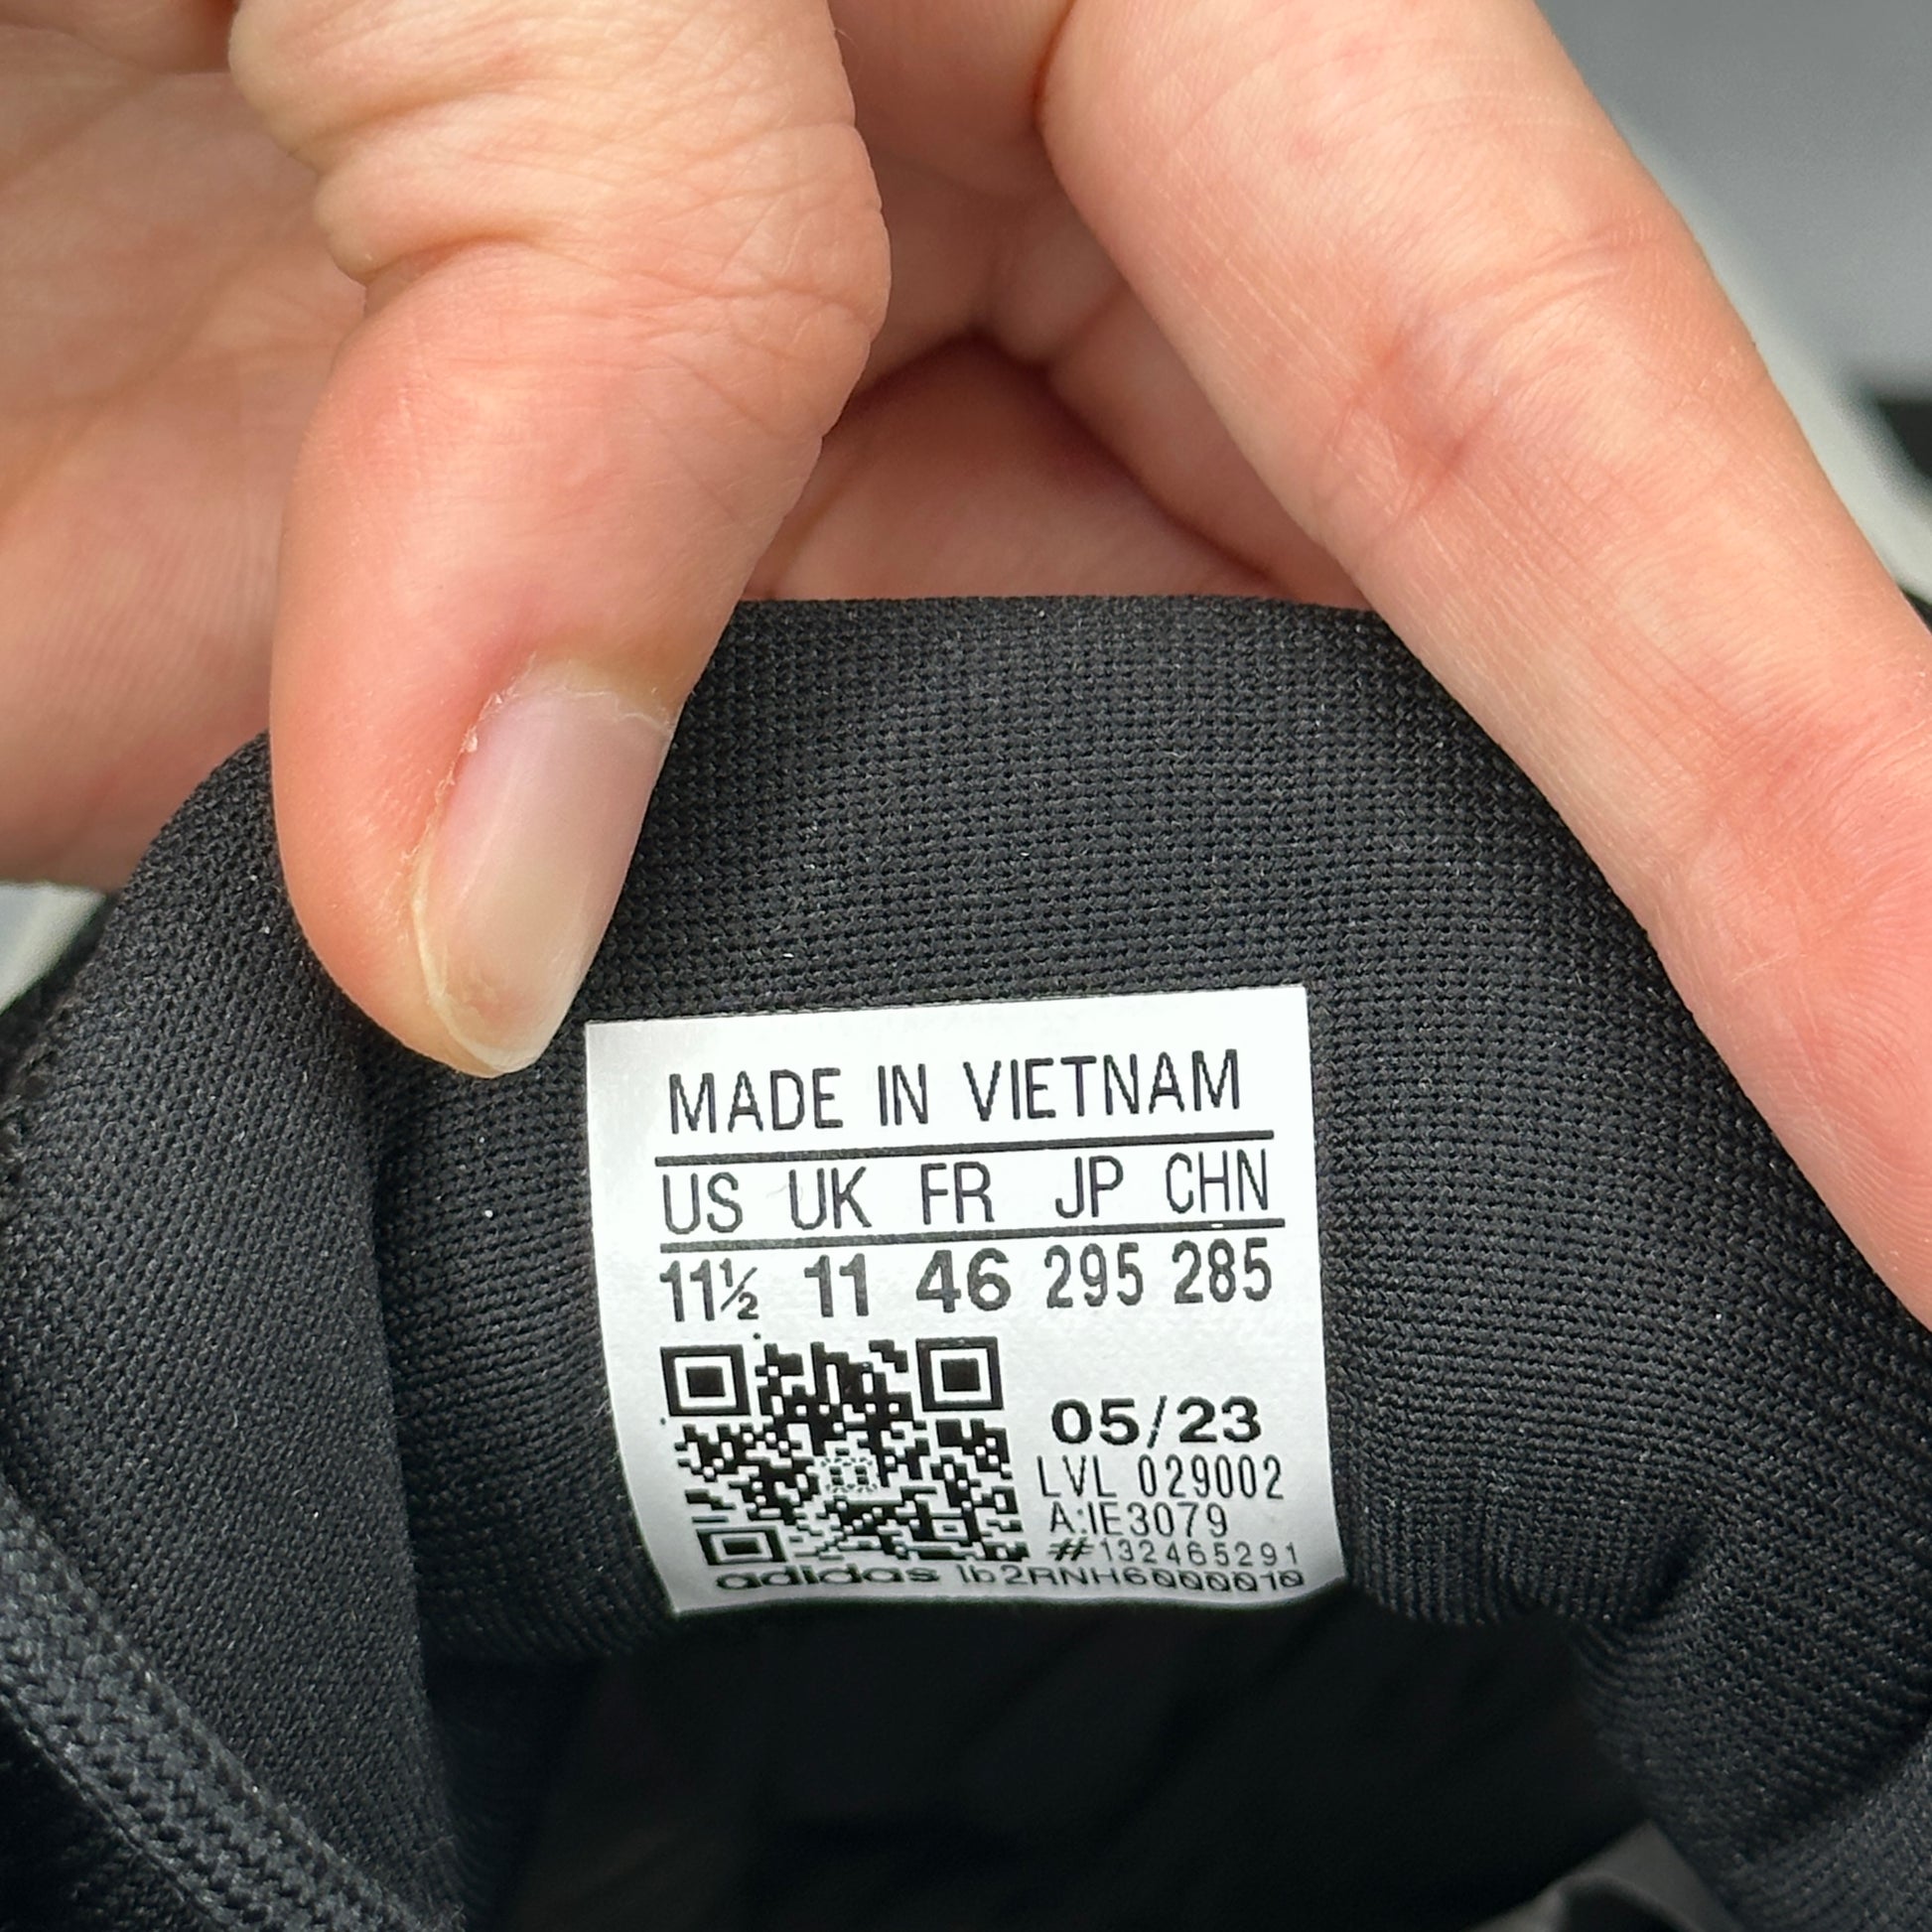 MADE IN VIETNAM
US UK FR JP CHN
11½ 11 46 295 285
05/23
LVL 029002
A:IE3079
#132465291
adidas 1b2RNH6000010